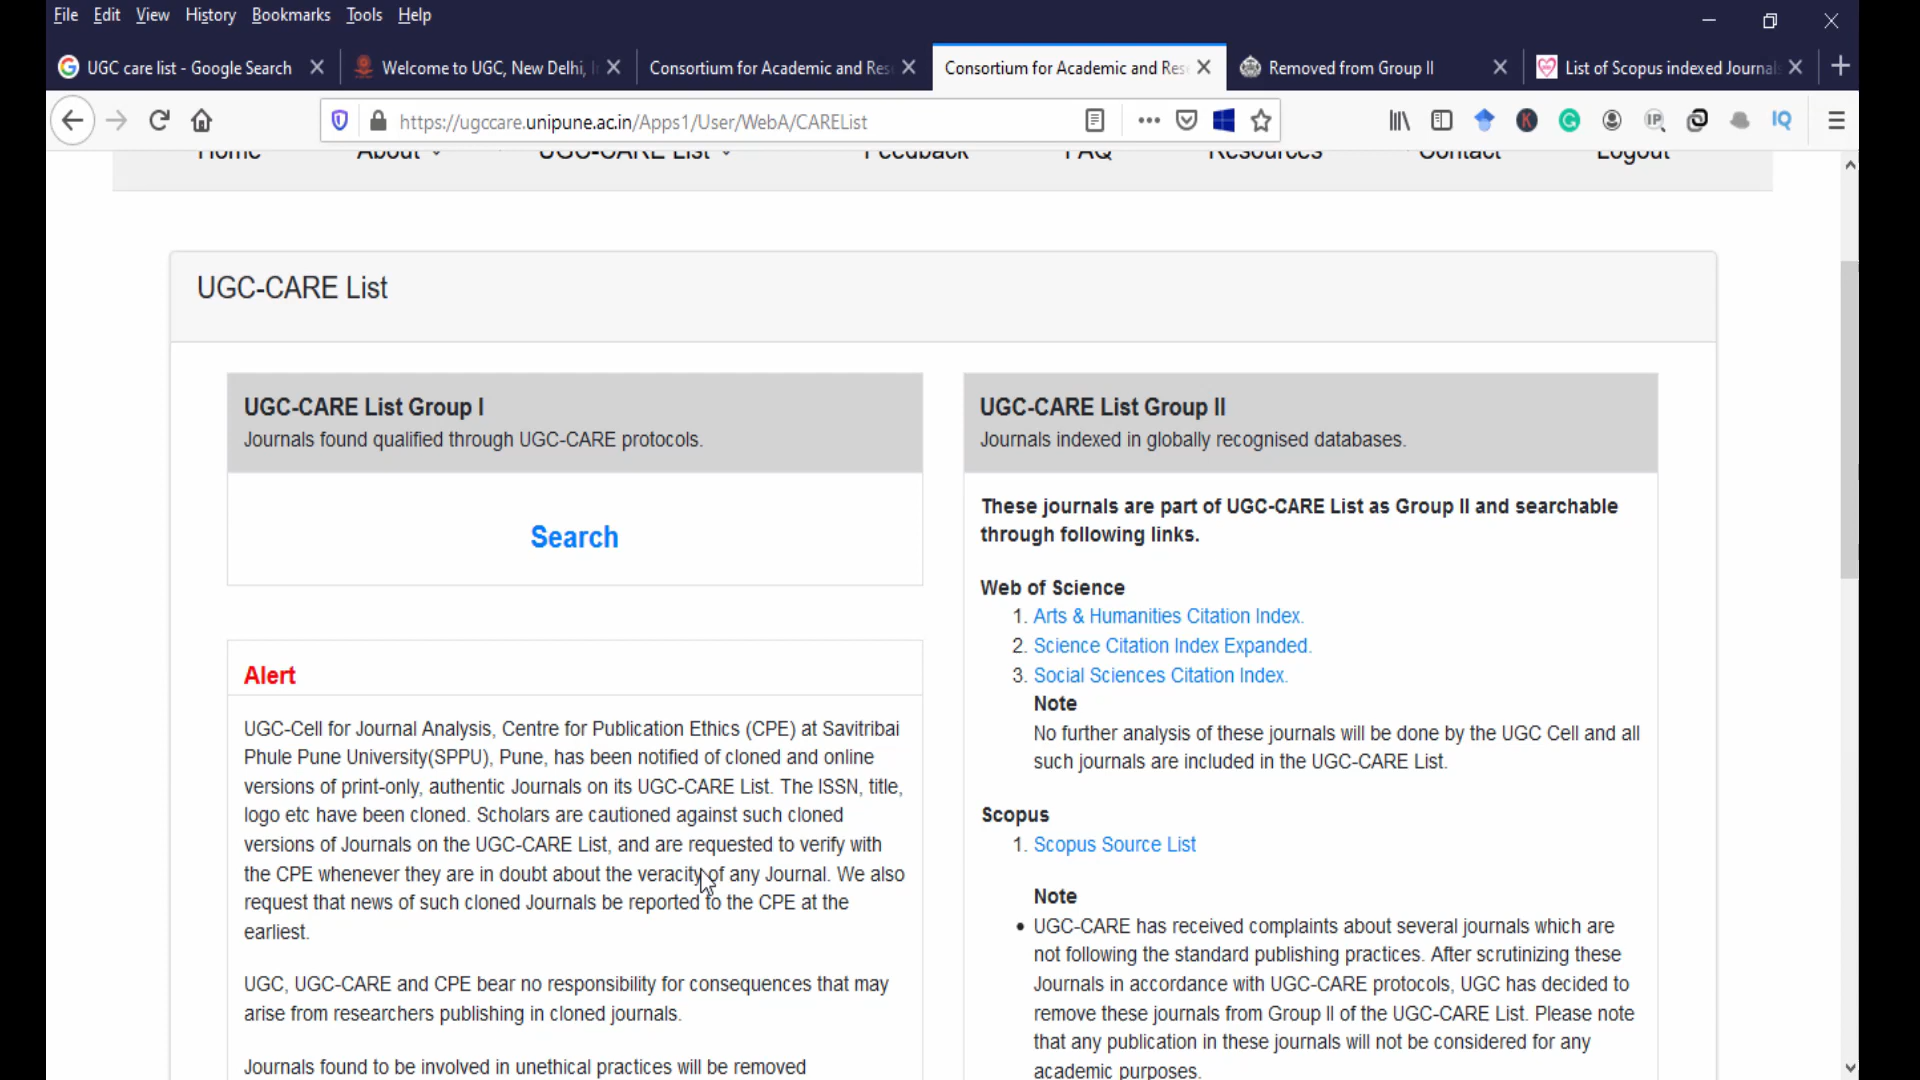 File Edit View History Bookmarks Tools Help
UGC care list - Google Search
Welcome to UGC, New Delhi, I
Consortium for Academic and Res
Consortium for Academic and Res
Removed from Group II
List of Scopus indexed Journals
https://ugccare.unipune.ac.in/Apps1/User/WebA/CAREList
IP
IQ
Home About UGC-CARE List Feedback FAQ Resources Contact Logout
UGC-CARE List
UGC-CARE List Group I
Journals found qualified through UGC-CARE protocols.
Search
Alert
UGC-Cell for Journal Analysis, Centre for Publication Ethics (CPE) at Savitribai
Phule Pune University(SPPU), Pune, has been notified of cloned and online
versions of print-only, authentic Journals on its UGC-CARE List. The ISSN, title,
logo etc have been cloned. Scholars are cautioned against such cloned
versions of Journals on the UGC-CARE List, and are requested to verify with
the CPE whenever they are in doubt about the veracity of any Journal. We also
request that news of such cloned Journals be reported to the CPE at the
earliest.
UGC, UGC-CARE and CPE bear no responsibility for consequences that may
arise from researchers publishing in cloned journals.
Journals found to be involved in unethical practices will be removed
UGC-CARE List Group II
Journals indexed in globally recognised databases.
These journals are part of UGC-CARE List as Group II and searchable
through following links.
Web of Science
1. Arts & Humanities Citation Index.
2. Science Citation Index Expanded.
3. Social Sciences Citation Index.
Note
No further analysis of these journals will be done by the UGC Cell and all
such journals are included in the UGC-CARE List.
Scopus
1. Scopus Source List
Note
• UGC-CARE has received complaints about several journals which are
not following the standard publishing practices. After scrutinizing these
Journals in accordance with UGC-CARE protocols, UGC has decided to
remove these journals from Group II of the UGC-CARE List. Please note
that any publication in these journals will not be considered for any
academic purposes.